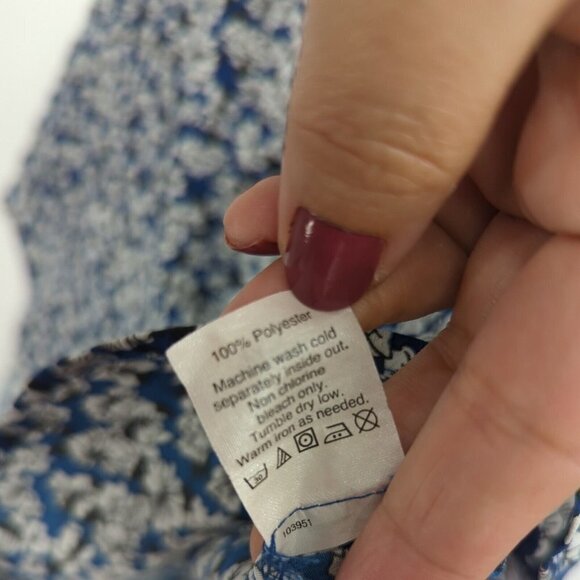 100% Polyester
Machine wash cold
separately inside out.
Non chlorine
bleach only.
Tumble dry low.
Warm iron as needed.
30
103951